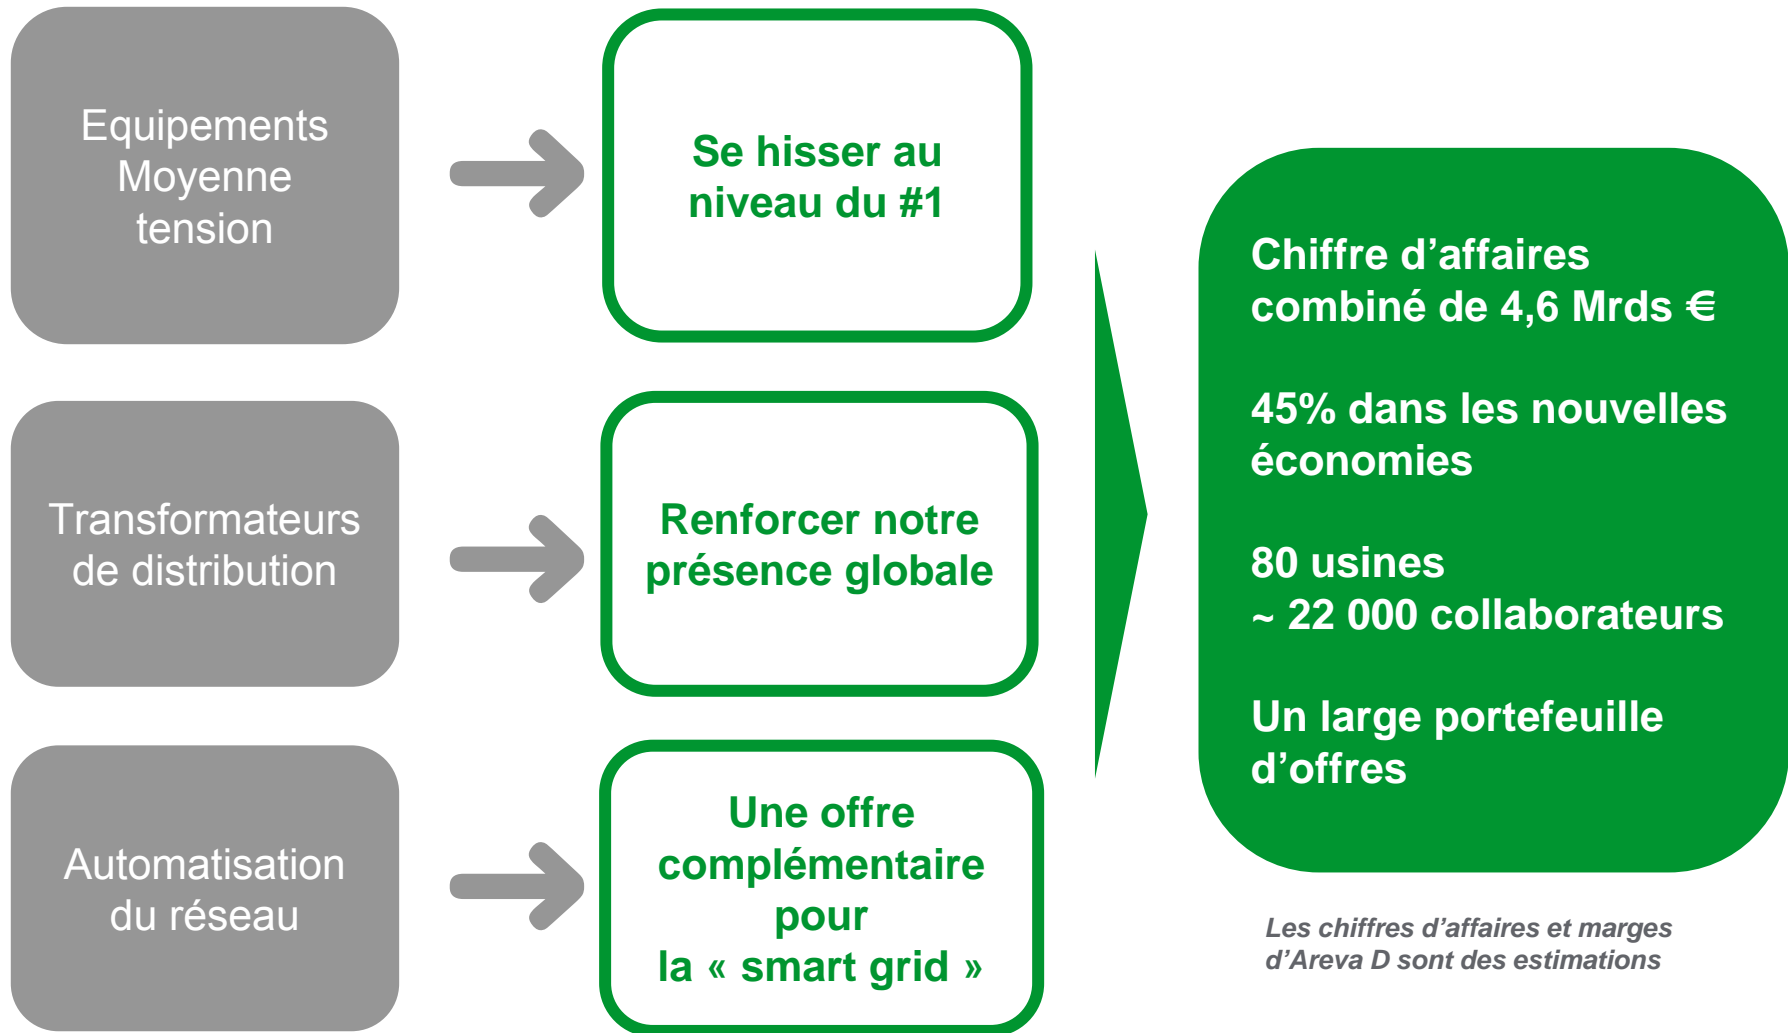 Equipements
Moyenne
tension
Se hisser au
niveau du #1
Transformateurs
de distribution
Renforcer notre
présence globale
Automatisation
du réseau
Une offre
complémentaire
pour
la « smart grid »
Chiffre d’affaires
combiné de 4,6 Mrds €
45% dans les nouvelles
économies
80 usines
~ 22 000 collaborateurs
Un large portefeuille
d’offres
Les chiffres d’affaires et marges
d’Areva D sont des estimations